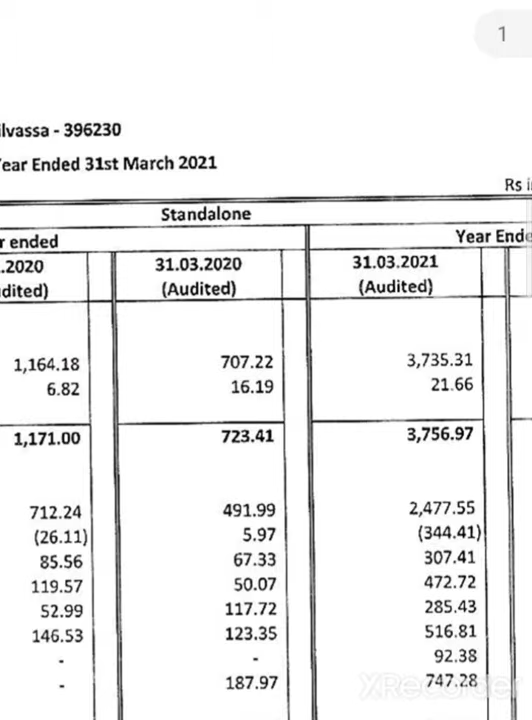 1
ilvassa - 396230
Year Ended 31st March 2021
Rs i
Standalone
r ended Year Ende
.2020 31.03.2020 31.03.2021
dited) (Audited) (Audited)
1,164.18 707.22 3,735.31
6.82 16.19 21.66
1,171.00 723.41 3,756.97
712.24 491.99 2,477.55
(26.11) 5.97 (344.41)
85.56 67.33 307.41
119.57 50.07 472.72
52.99 117.72 285.43
146.53 123.35 516.81
- - 92.38
- 187.97 747.28
XRecorder